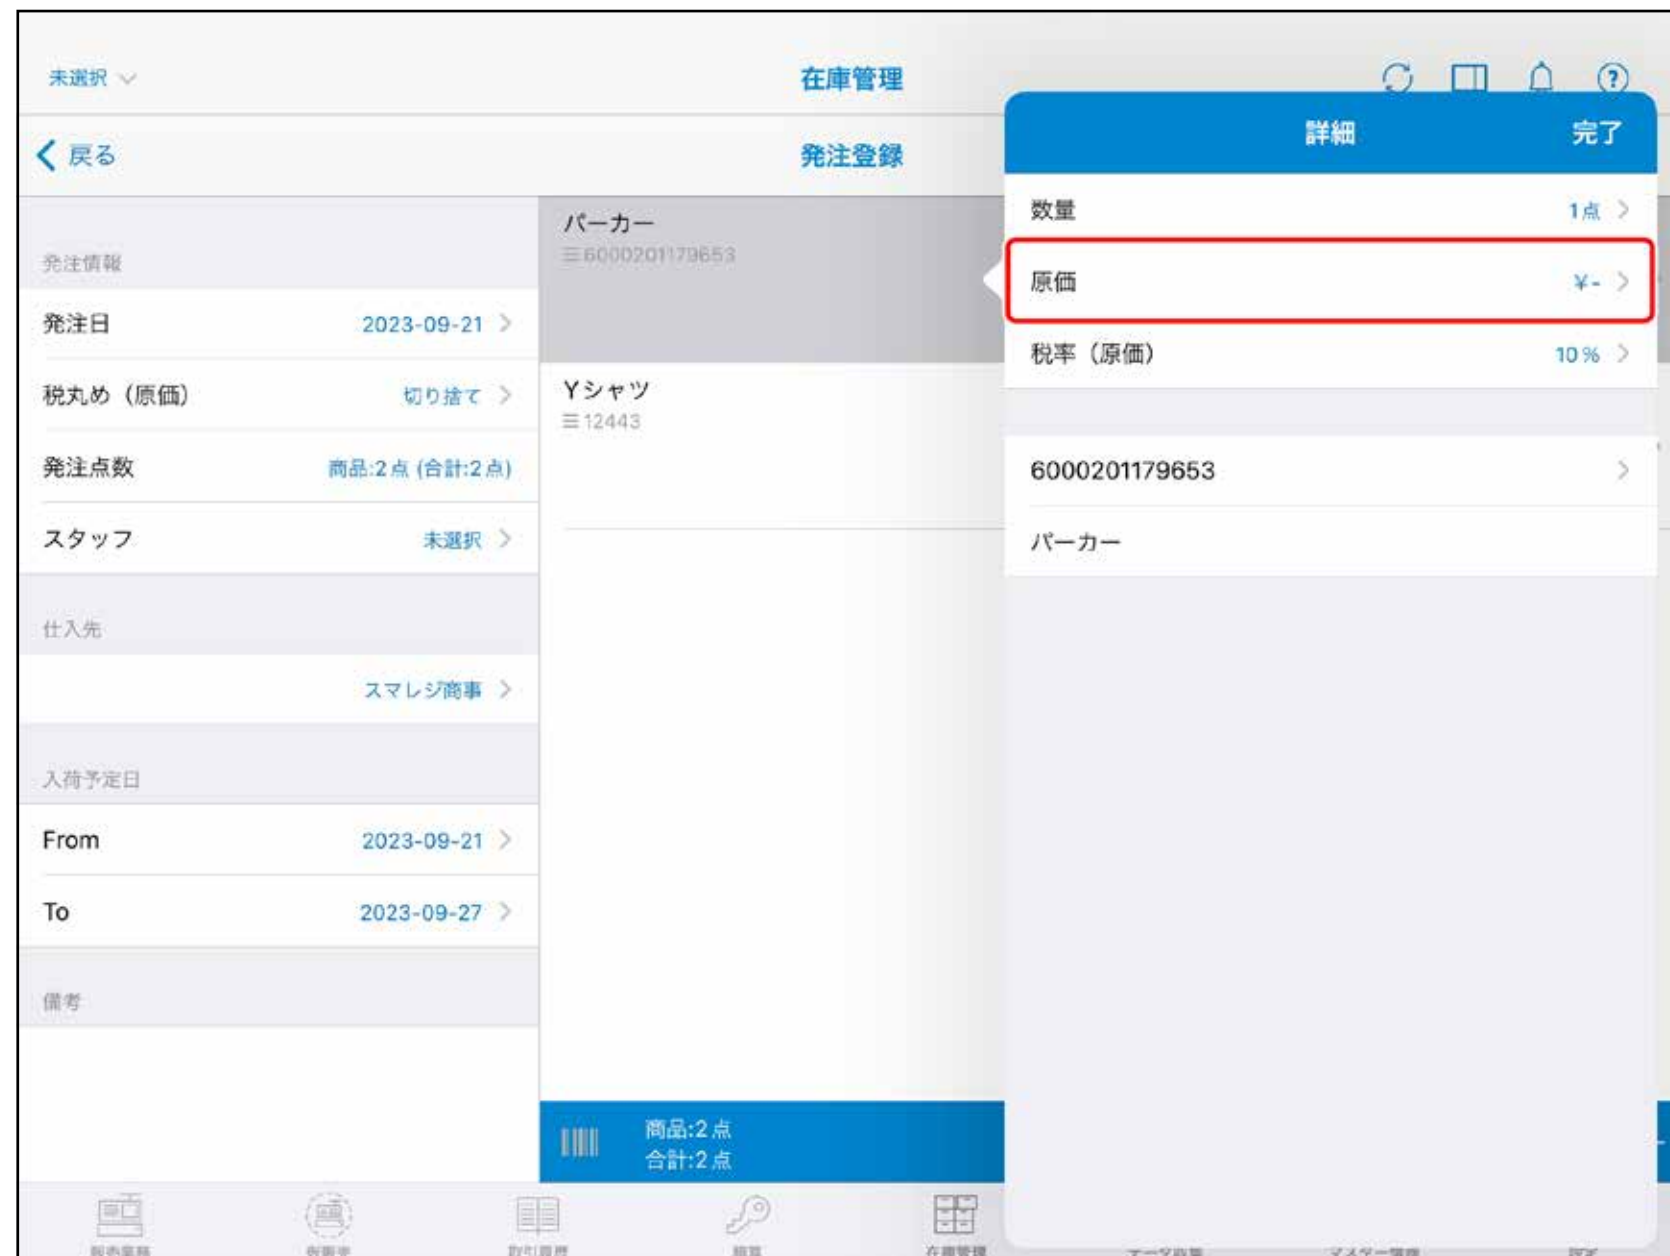 未選択
在庫管理
戻る
発注登録
発注情報
発注日 2023-09-21
税丸め（原価） 切り捨て
発注点数 商品:2点 (合計:2点)
スタッフ 未選択
仕入先
スマレジ商事
入荷予定日
From 2023-09-21
To 2023-09-27
備考
パーカー
6000201179653
Yシャツ
12443
商品:2点
合計:2点
詳細 完了
数量 1点
原価 ¥-
税率（原価） 10%
6000201179653
パーカー
取引履歴
在庫管理